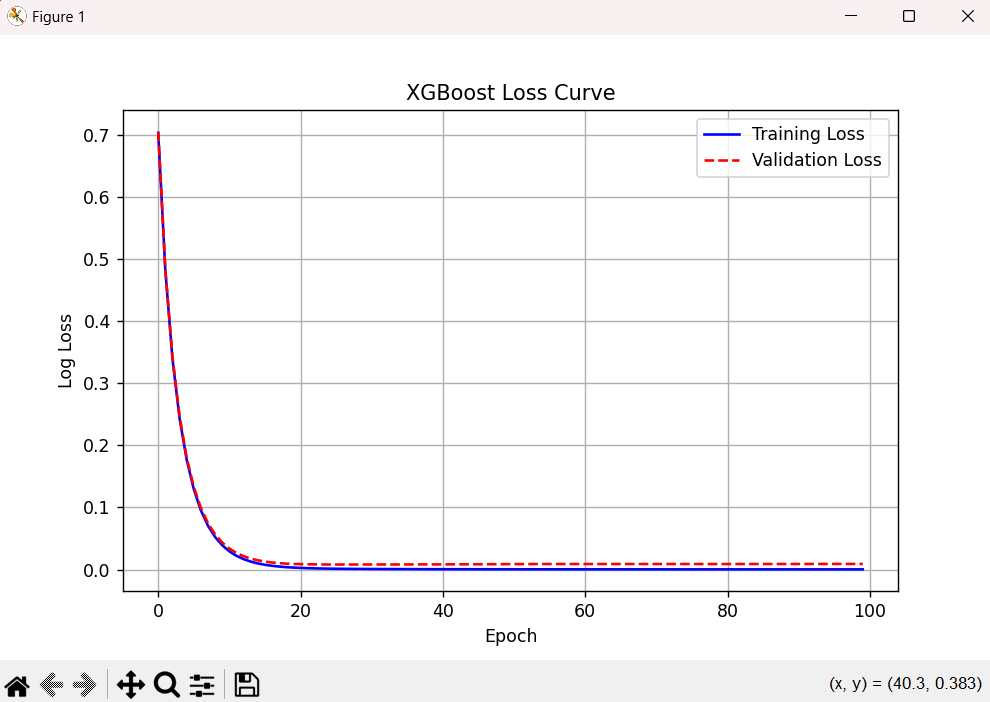 Figure 1
XGBoost Loss Curve
Training Loss
Validation Loss
0.7
0.6
0.5
0.4
0.3
0.2
0.1
0.0
Log Loss
0 20 40 60 80 100
Epoch
(x, y) = (40.3, 0.383)